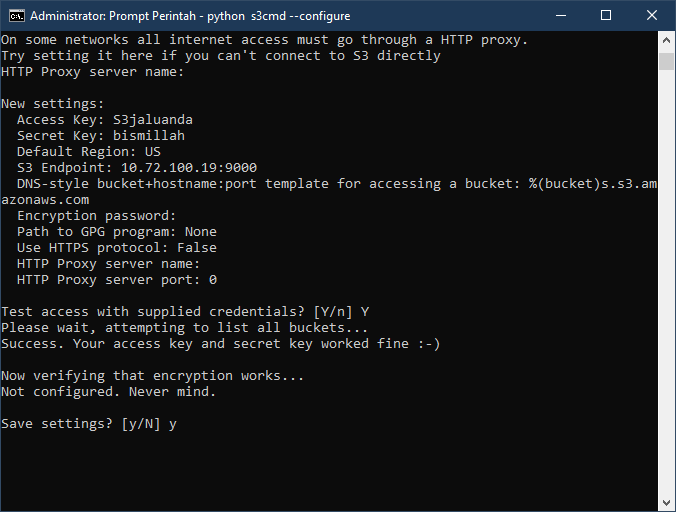 Administrator: Prompt Perintah - python  s3cmd --configure
On some networks all internet access must go through a HTTP proxy.
Try setting it here if you can't connect to S3 directly
HTTP Proxy server name:

New settings:
  Access Key: S3jaluanda
  Secret Key: bismillah
  Default Region: US
  S3 Endpoint: 10.72.100.19:9000
  DNS-style bucket+hostname:port template for accessing a bucket: %(bucket)s.s3.am
azonaws.com
  Encryption password:
  Path to GPG program: None
  Use HTTPS protocol: False
  HTTP Proxy server name:
  HTTP Proxy server port: 0

Test access with supplied credentials? [Y/n] Y
Please wait, attempting to list all buckets...
Success. Your access key and secret key worked fine :-)

Now verifying that encryption works...
Not configured. Never mind.

Save settings? [y/N] y